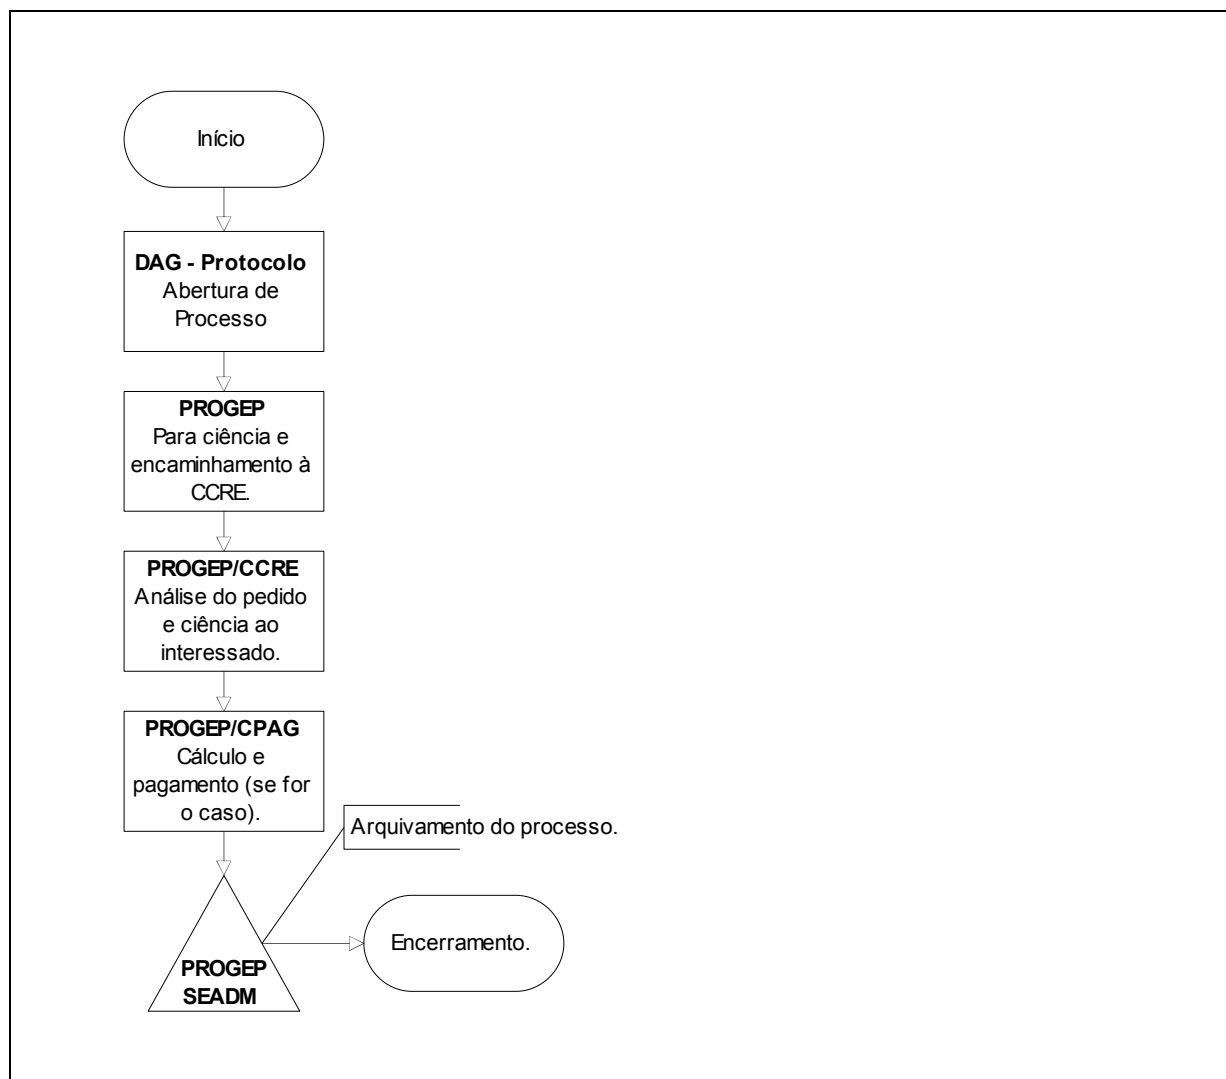 Início
DAG - Protocolo
Abertura de
Processo
PROGEP
Para ciência e
encaminhamento à
CCRE.
PROGEP/CCRE
Análise do pedido
e ciência ao
interessado.
PROGEP/CPAG
Cálculo e
pagamento (se for
o caso).
Arquivamento do processo.
PROGEP
SEADM
Encerramento.